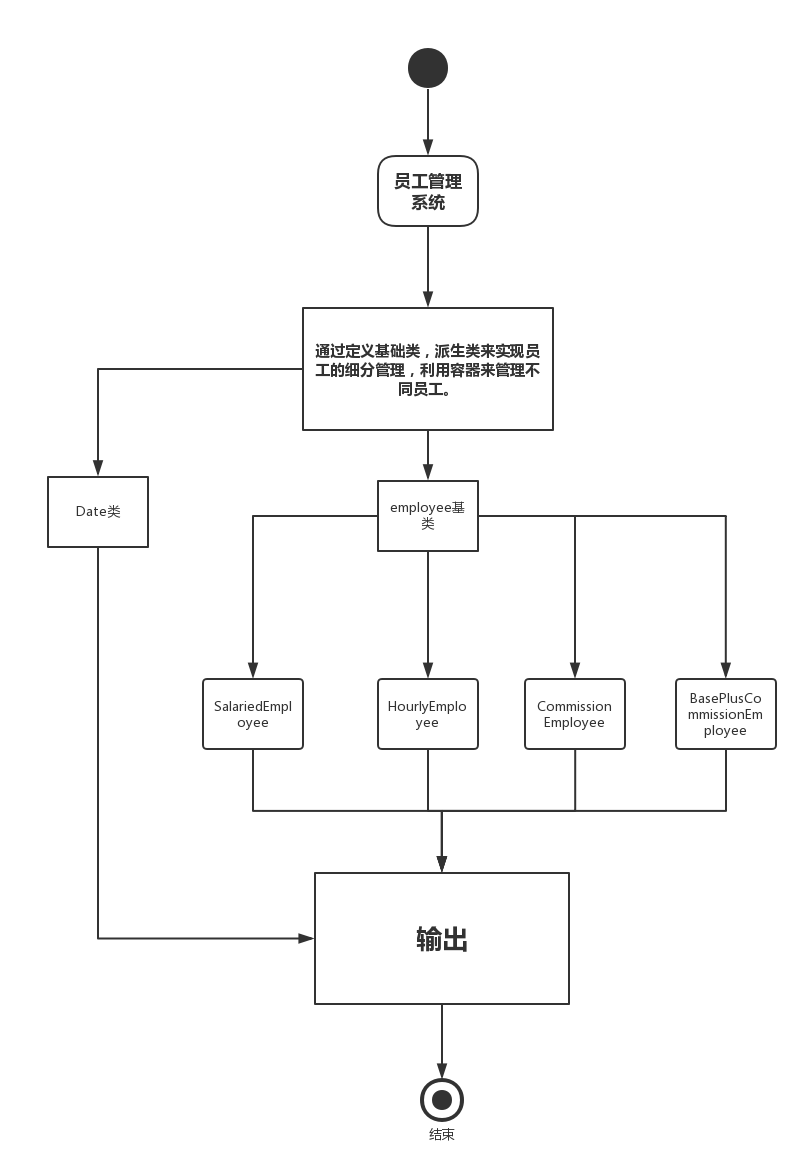 员工管理
系统
通过定义基础类，派生类来实现员
工的细分管理，利用容器来管理不
同员工。
Date类
employee基
类
SalariedEmpl
oyee
HourlyEmplo
yee
Commission
Employee
BasePlusCo
mmissionEm
ployee
输出
结束